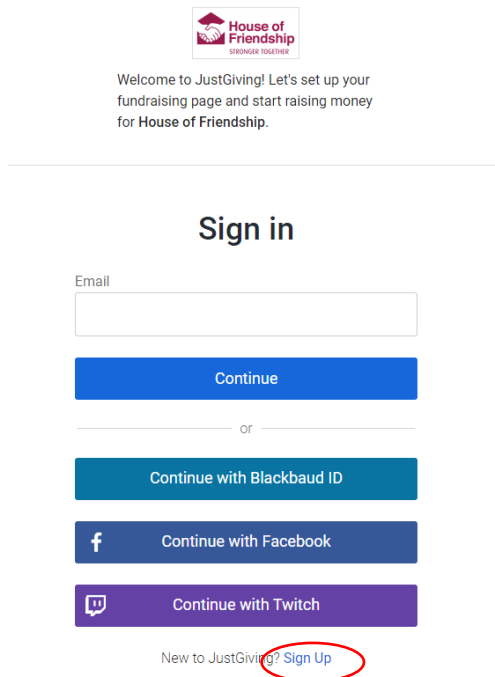 House of
Friendship
STRONGER TOGETHER
Welcome to JustGiving! Let's set up your
fundraising page and start raising money
for House of Friendship.
Sign in
Email
Continue
or
Continue with Blackbaud ID
Continue with Facebook
Continue with Twitch
New to JustGiving? Sign Up